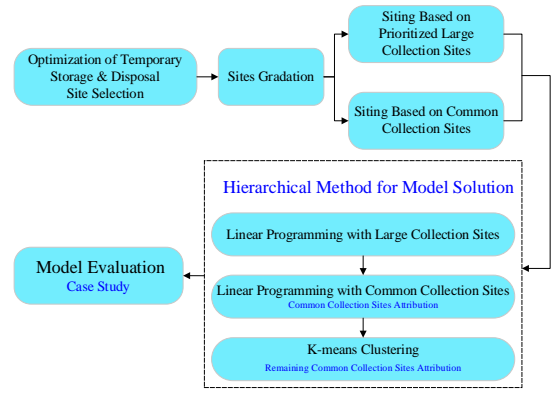 Optimization of Temporary
Storage & Disposal
Site Selection
Sites Gradation
Siting Based on
Prioritized Large
Collection Sites
Siting Based on Common
Collection Sites
Hierarchical Method for Model Solution
Linear Programming with Large Collection Sites
Linear Programming with Common Collection Sites
Common Collection Sites Attribution
K-means Clustering
Remaining Common Collection Sites Attribution
Model Evaluation
Case Study